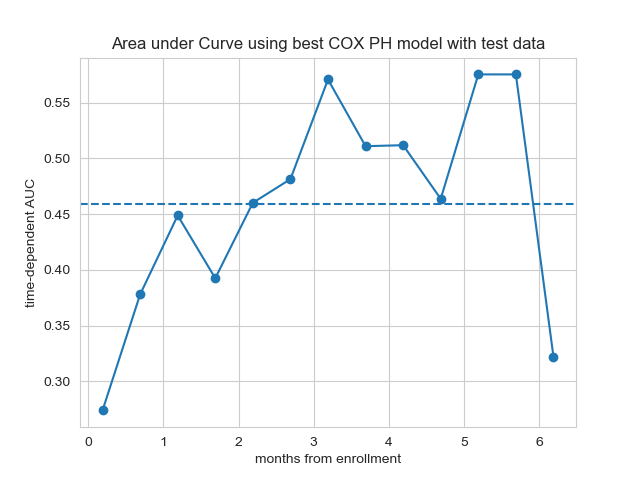 Area under Curve using best COX PH model with test data
time-dependent AUC
0.55
0.50
0.45
0.40
0.35
0.30
0 1 2 3 4 5 6
months from enrollment